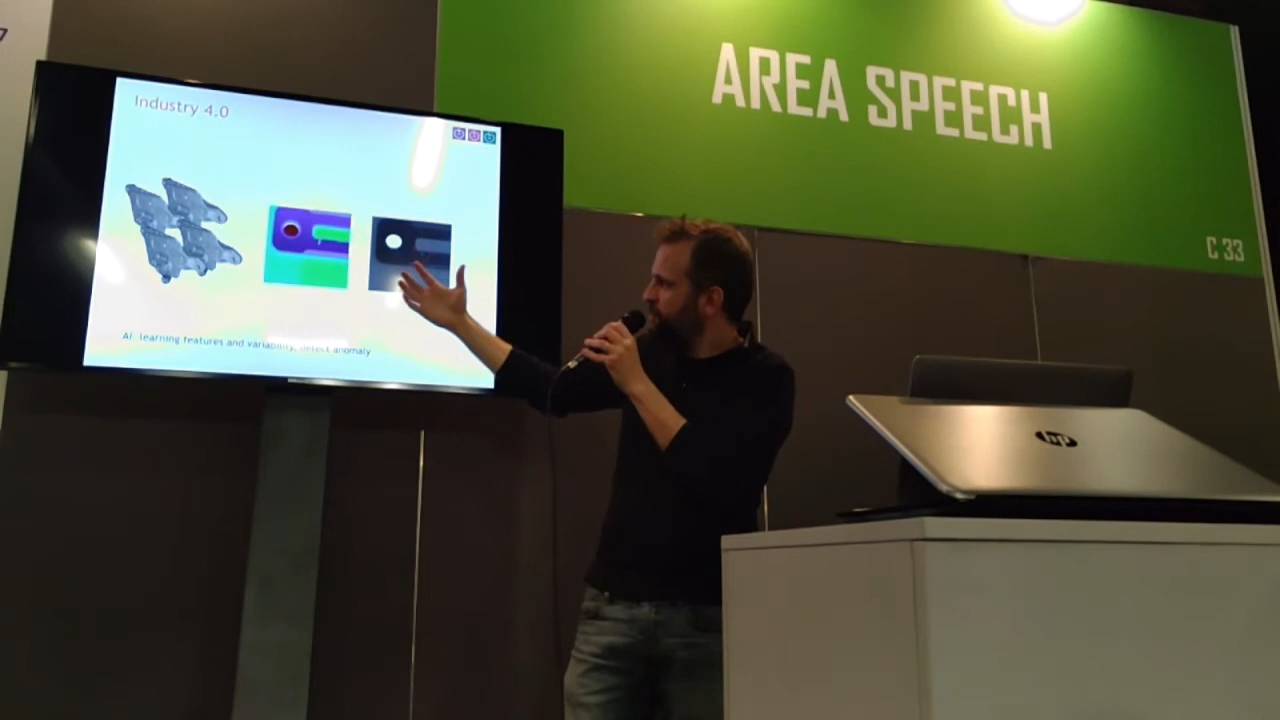 Industry 4.0
AI: learning features and variability, detect anomaly
AREA SPEECH
C 33
hp